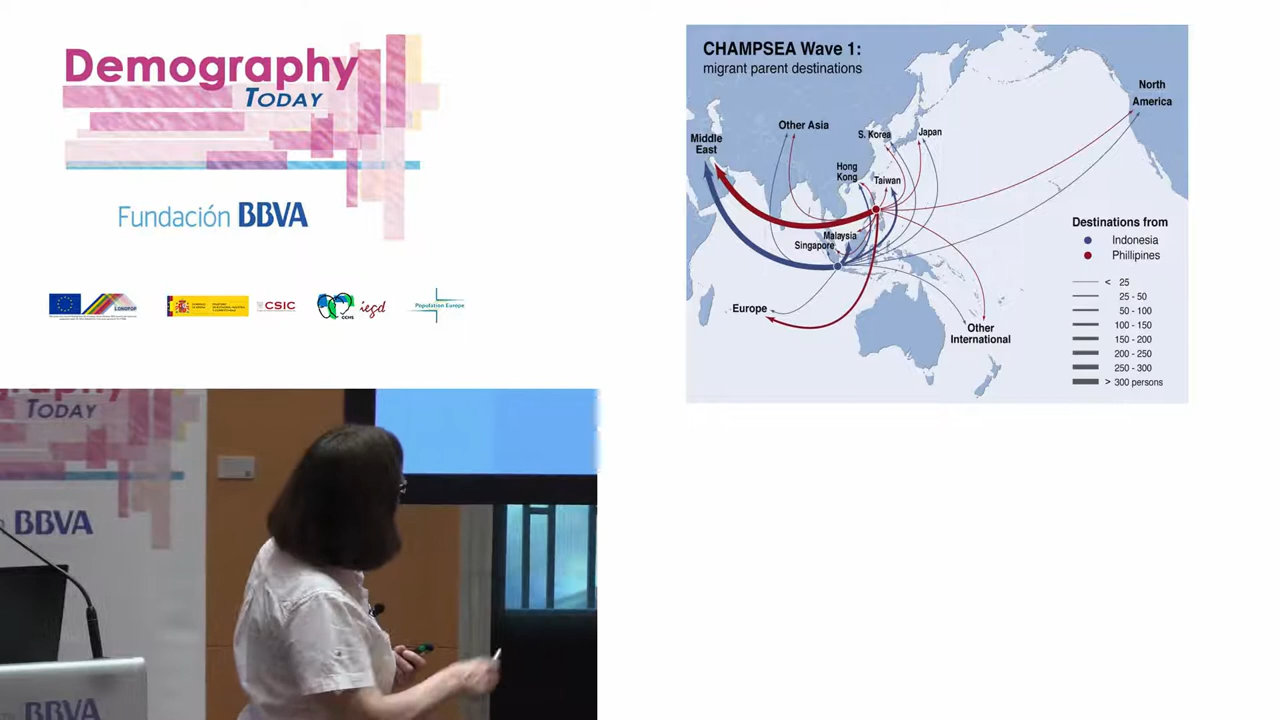 Demography
TODAY
Fundación BBVA
LONGPOP
CSIC
CCHS
iegd
Population Europe
CHAMPSEA Wave 1:
migrant parent destinations
North
America
Other Asia
S. Korea
Japan
Middle
East
Hong
Kong
Taiwan
Malaysia
Singapore
Europe
Other
International
Destinations from
Indonesia
Phillipines
< 25
25 - 50
50 - 100
100 - 150
150 - 200
200 - 250
250 - 300
> 300 persons
TODAY
BBVA
BBVA